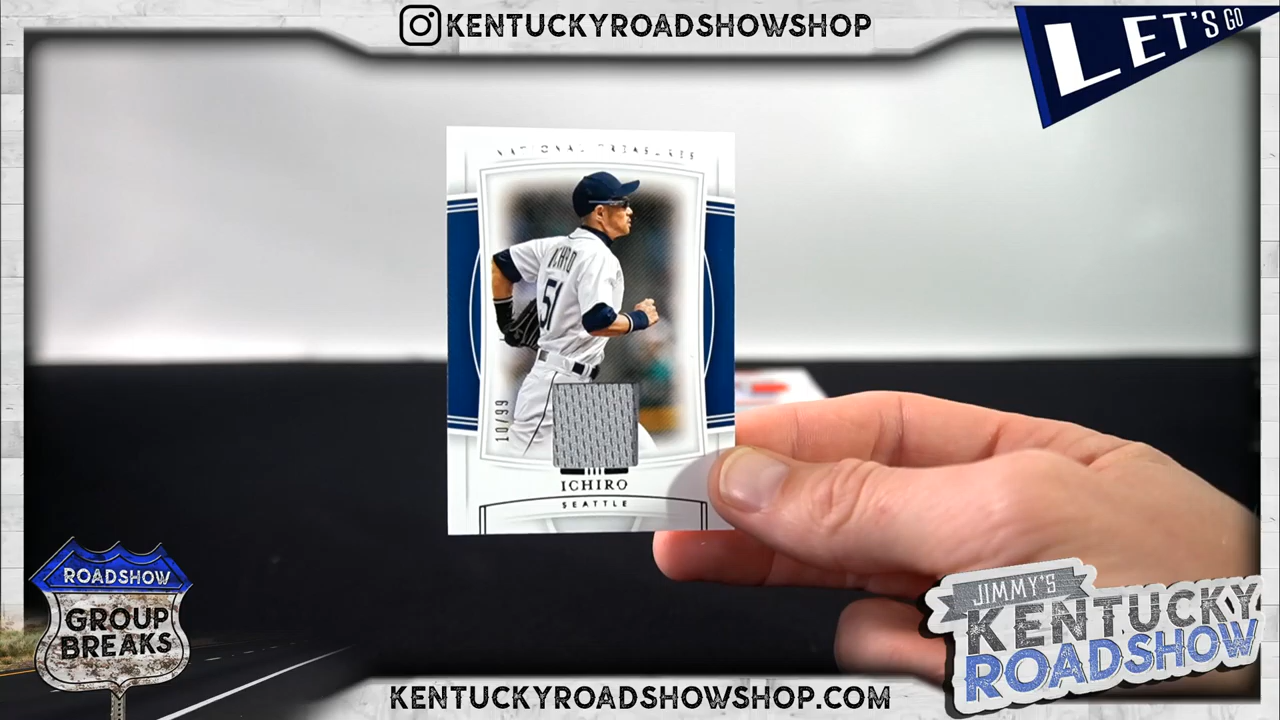 KENTUCKYROADSHOWSHOP
LET'S GO
NATIONAL TREASURES
ICHIRO
51
10/99
ICHIRO
SEATTLE
ROADSHOW
GROUP
BREAKS
JIMMY'S
KENTUCKY
ROADSHOW
KENTUCKYROADSHOWSHOP.COM